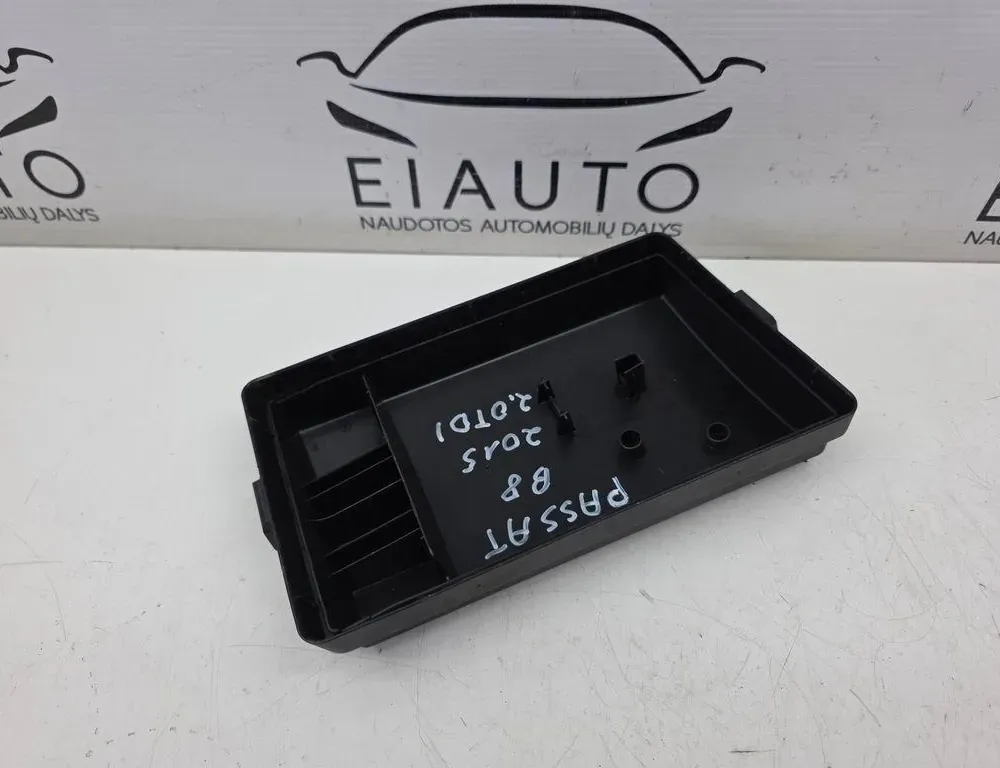 EIAUTO
NAUDOTOS AUTOMOBILIŲ DALYS
PASSAT
B8
2015
2.0TDI